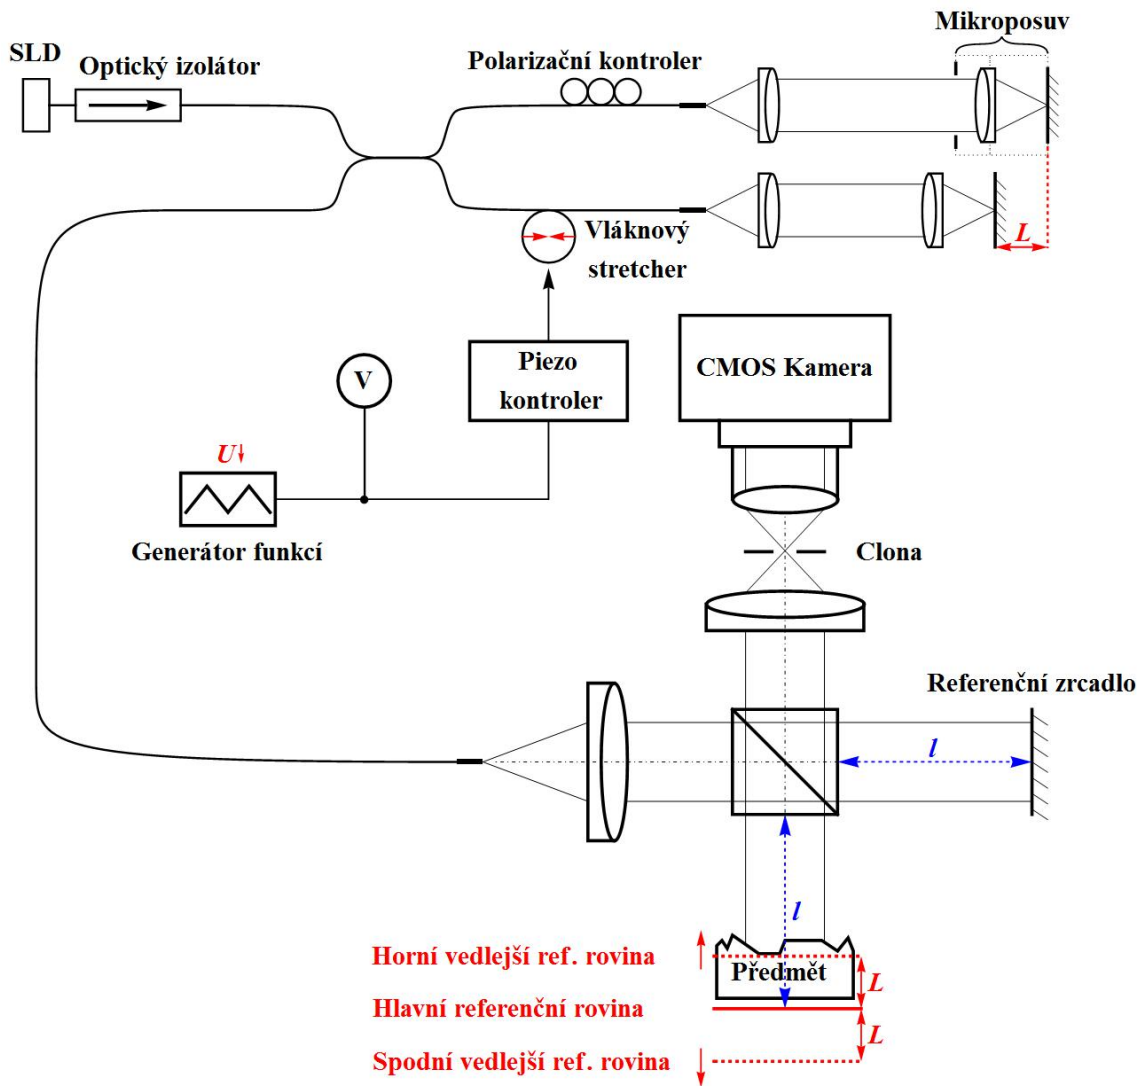 Mikroposuv
SLD
Optický izolátor
Polarizační kontroler
L
Vláknový
stretcher
Piezo
kontroler
CMOS Kamera
V
U
Generátor funkcí
Clona
Referenční zrcadlo
l
l
Horní vedlejší ref. rovina
Předmět
L
Hlavní referenční rovina
L
Spodní vedlejší ref. rovina